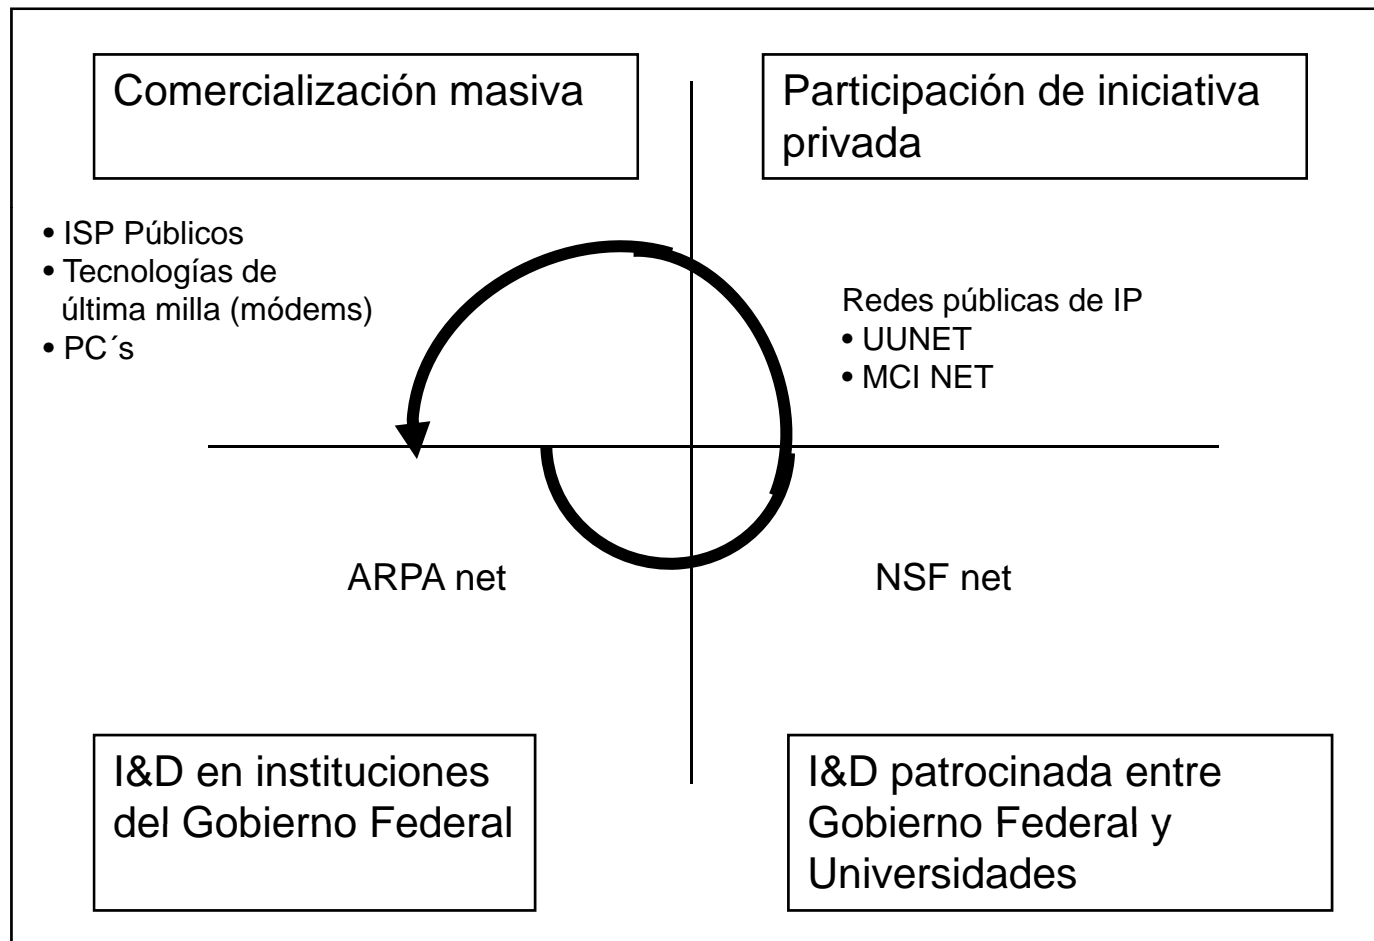 Comercialización masiva
Participación de iniciativa
privada
• ISP Públicos
• Tecnologías de
última milla (módems)
• PC´s
Redes públicas de IP
• UUNET
• MCI NET
ARPA net
NSF net
I&D en instituciones
del Gobierno Federal
I&D patrocinada entre
Gobierno Federal y
Universidades